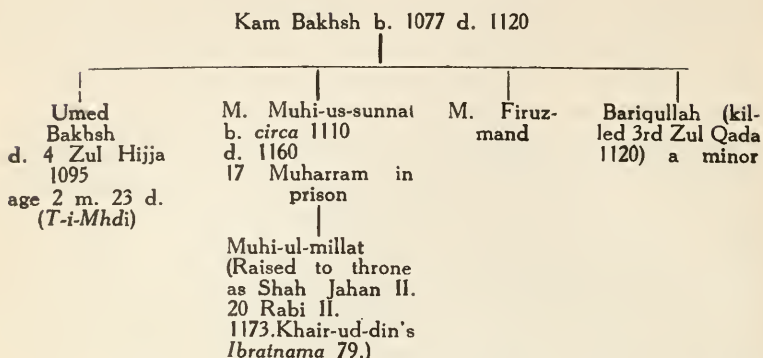 Kam Bakhsh b. 1077 d. 1120
Umed
Bakhsh
d. 4 Zul Hijja
1095
age 2 m. 23 d.
(T-i-Mhdi)
M. Muhi-us-sunnat
b. circa 1110
d. 1160
17 Muharram in
prison
M. Firuz-
mand
Bariqullah (kil-
led 3rd Zul Qada
1120) a minor
Muhi-ul-millat
(Raised to throne
as Shah Jahan II.
20 Rabi II.
1173.Khair-ud-din's
Ibratnama 79.)